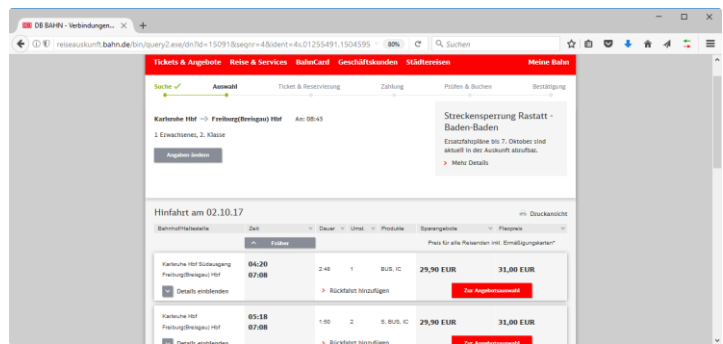 DB BAHN - Verbindungen...
reiseauskunft.bahn.de/bin/query2.exe/dn?ld=15091&seqnr=4&ident=4x.01255491.1504595
80%
Suchen
Tickets & Angebote Reise & Services BahnCard Geschäftskunden Städtereisen Meine Bahn
Suche Auswahl Ticket & Reservierung Zahlung Prüfen & Buchen Bestätigung
Karlsruhe Hbf → Freiburg(Breisgau) Hbf An: 08:45
1 Erwachsener, 2. Klasse
Angaben ändern
Streckensperrung Rastatt -
Baden-Baden
Ersatzfahrpläne bis 7. Oktober sind
aktuell in der Auskunft abrufbar.
> Mehr Details
Hinfahrt am 02.10.17
Druckansicht
Bahnhof/Haltestelle Zeit Dauer Umst. Produkte Sparangebote Flexpreis
Früher
Preis für alle Reisenden inkl. Ermäßigungskarten*
Karlsruhe Hbf Südausgang 04:20
Freiburg(Breisgau) Hbf 07:08
2:48 1 BUS, IC 29,90 EUR 31,00 EUR
Details einblenden > Rückfahrt hinzufügen Zur Angebotsauswahl
Karlsruhe Hbf 05:18
Freiburg(Breisgau) Hbf 07:08
1:50 2 S, BUS, IC 29,90 EUR 31,00 EUR
Details einblenden > Rückfahrt hinzufügen Zur Angebotsauswahl